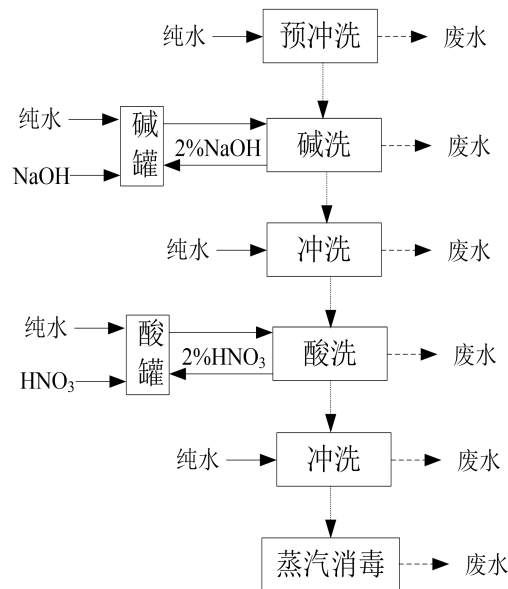 纯水 预冲洗 废水
纯水 碱罐 碱洗 废水
2%NaOH
NaOH
纯水 冲洗 废水
纯水 酸罐 酸洗 废水
2%HNO₃
HNO₃
纯水 冲洗 废水
蒸汽消毒 废水